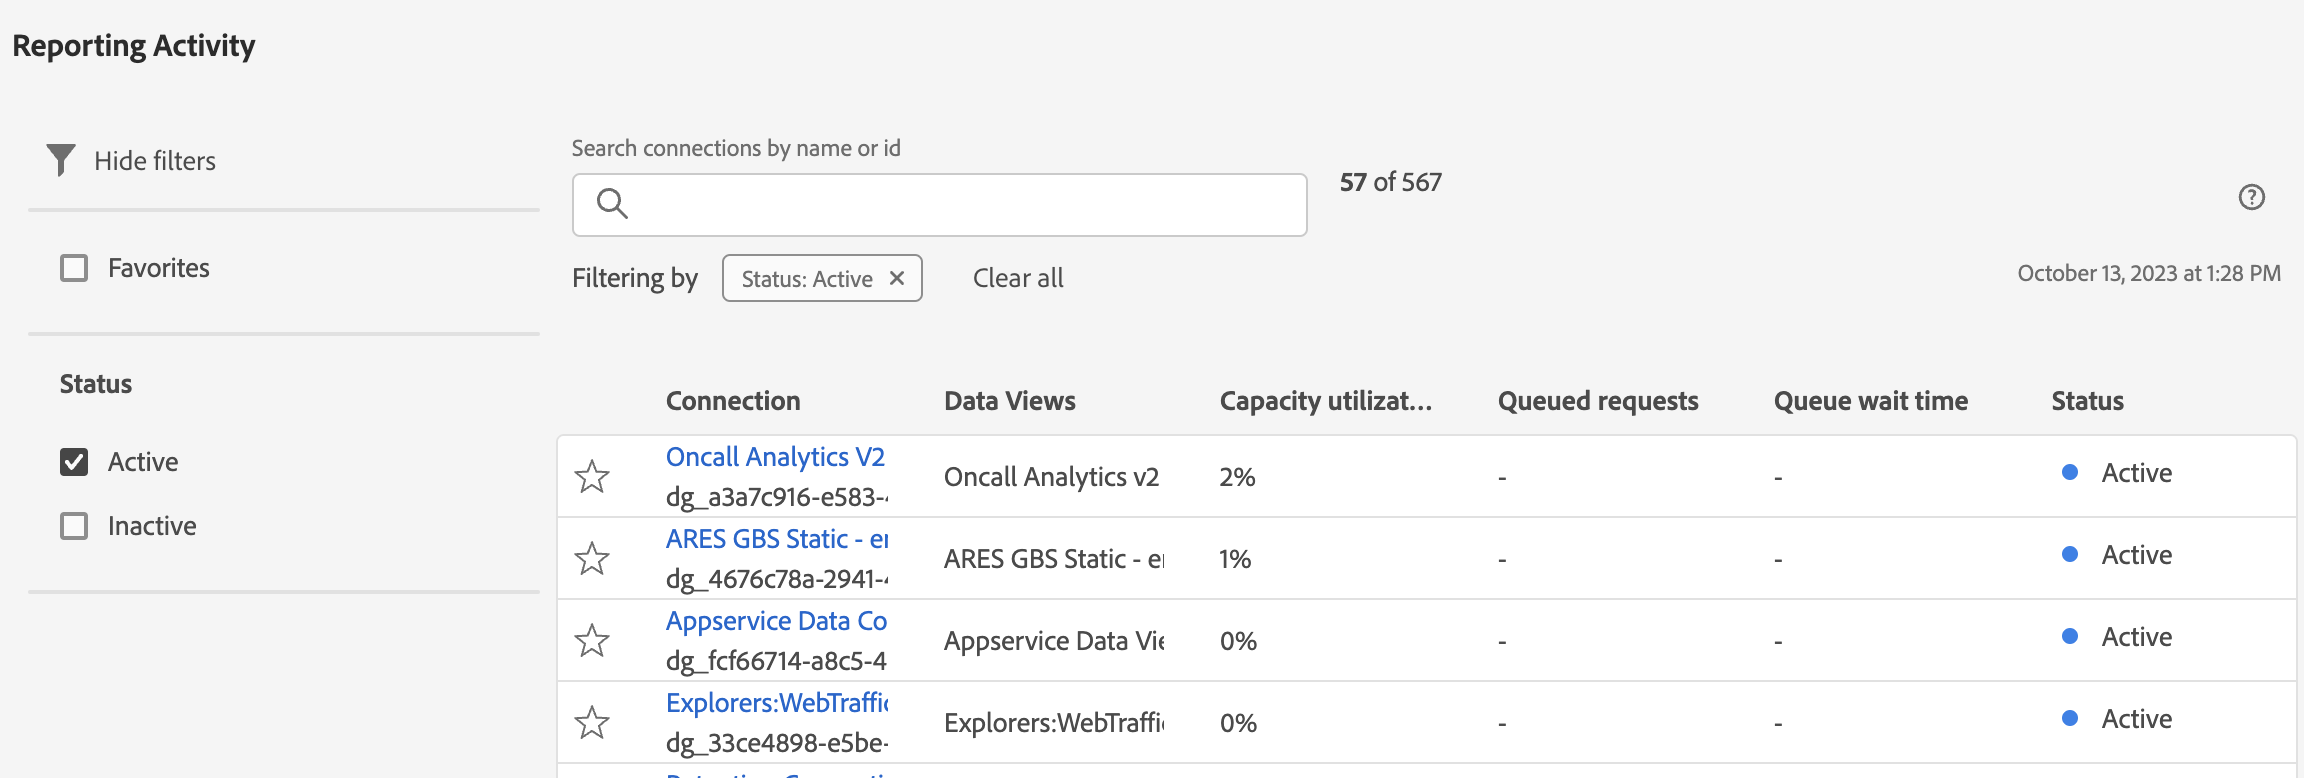 Reporting Activity
Hide filters
Favorites
Status
Active
Inactive
Search connections by name or id
57 of 567
Filtering by
Status: Active
Clear all
October 13, 2023 at 1:28 PM
Connection Data Views Capacity utilizat... Queued requests Queue wait time Status
Oncall Analytics V2
dg_a3a7c916-e583-
Oncall Analytics v2 2% - - Active
ARES GBS Static -
dg_4676c78a-2941-
ARES GBS Static - 1% - - Active
Appservice Data Co
dg_fcf66714-a8c5-4
Appservice Data 0% - - Active
Explorers:WebTraffic
dg_33ce4898-e5be-
Explorers:WebTraffic 0% - - Active